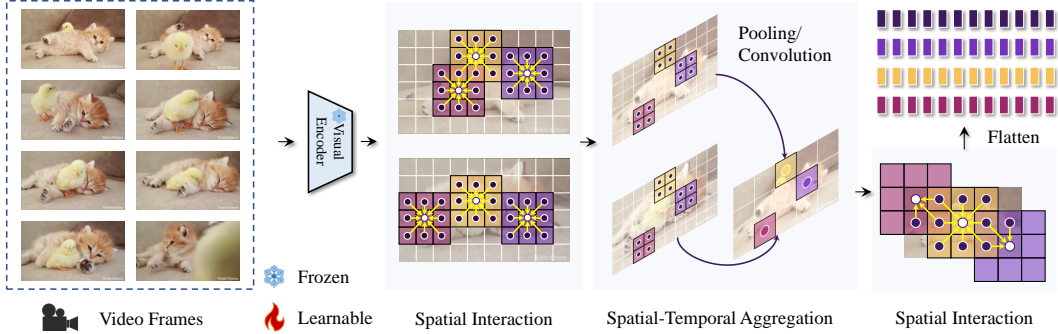 Pooling/
Convolution
Visual
Encoder
Flatten
Frozen
Learnable
Video Frames
Spatial Interaction
Spatial-Temporal Aggregation
Spatial Interaction